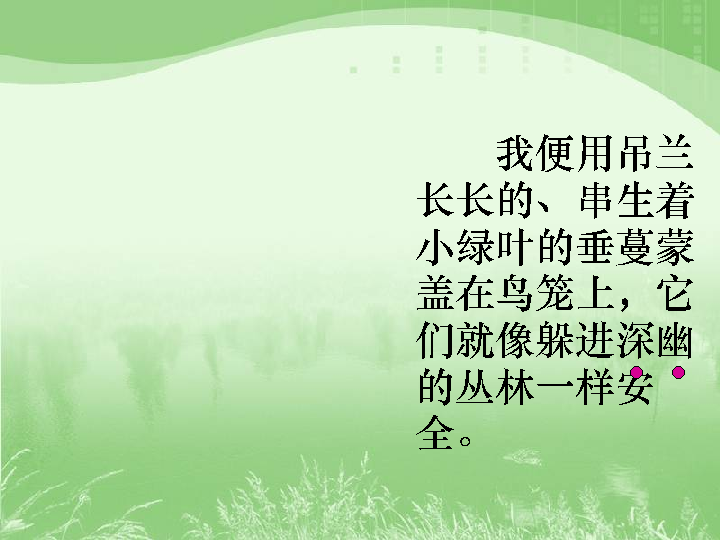 我便用吊兰
长长的、串生着
小绿叶的垂蔓蒙
盖在鸟笼上，它
们就像躲进深幽
的丛林一样安
全。